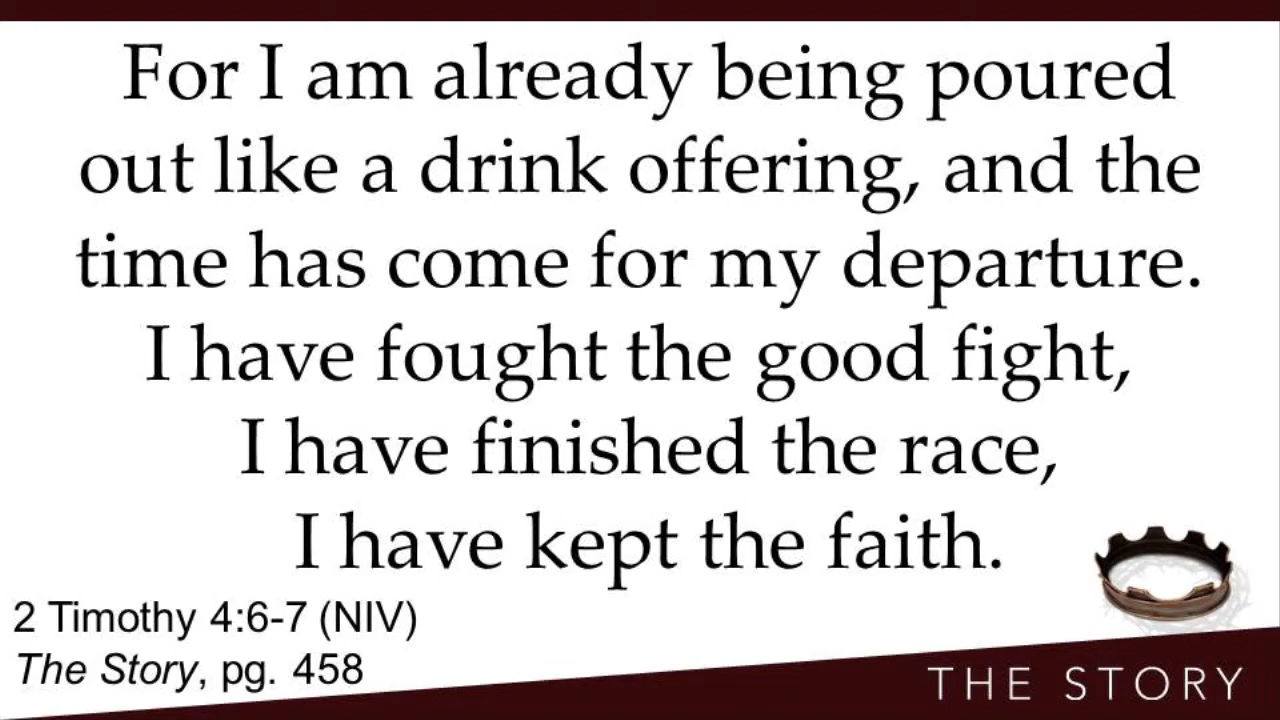 For I am already being poured
out like a drink offering, and the
time has come for my departure.
I have fought the good fight,
I have finished the race,
I have kept the faith.
2 Timothy 4:6-7 (NIV)
The Story, pg. 458
THE STORY